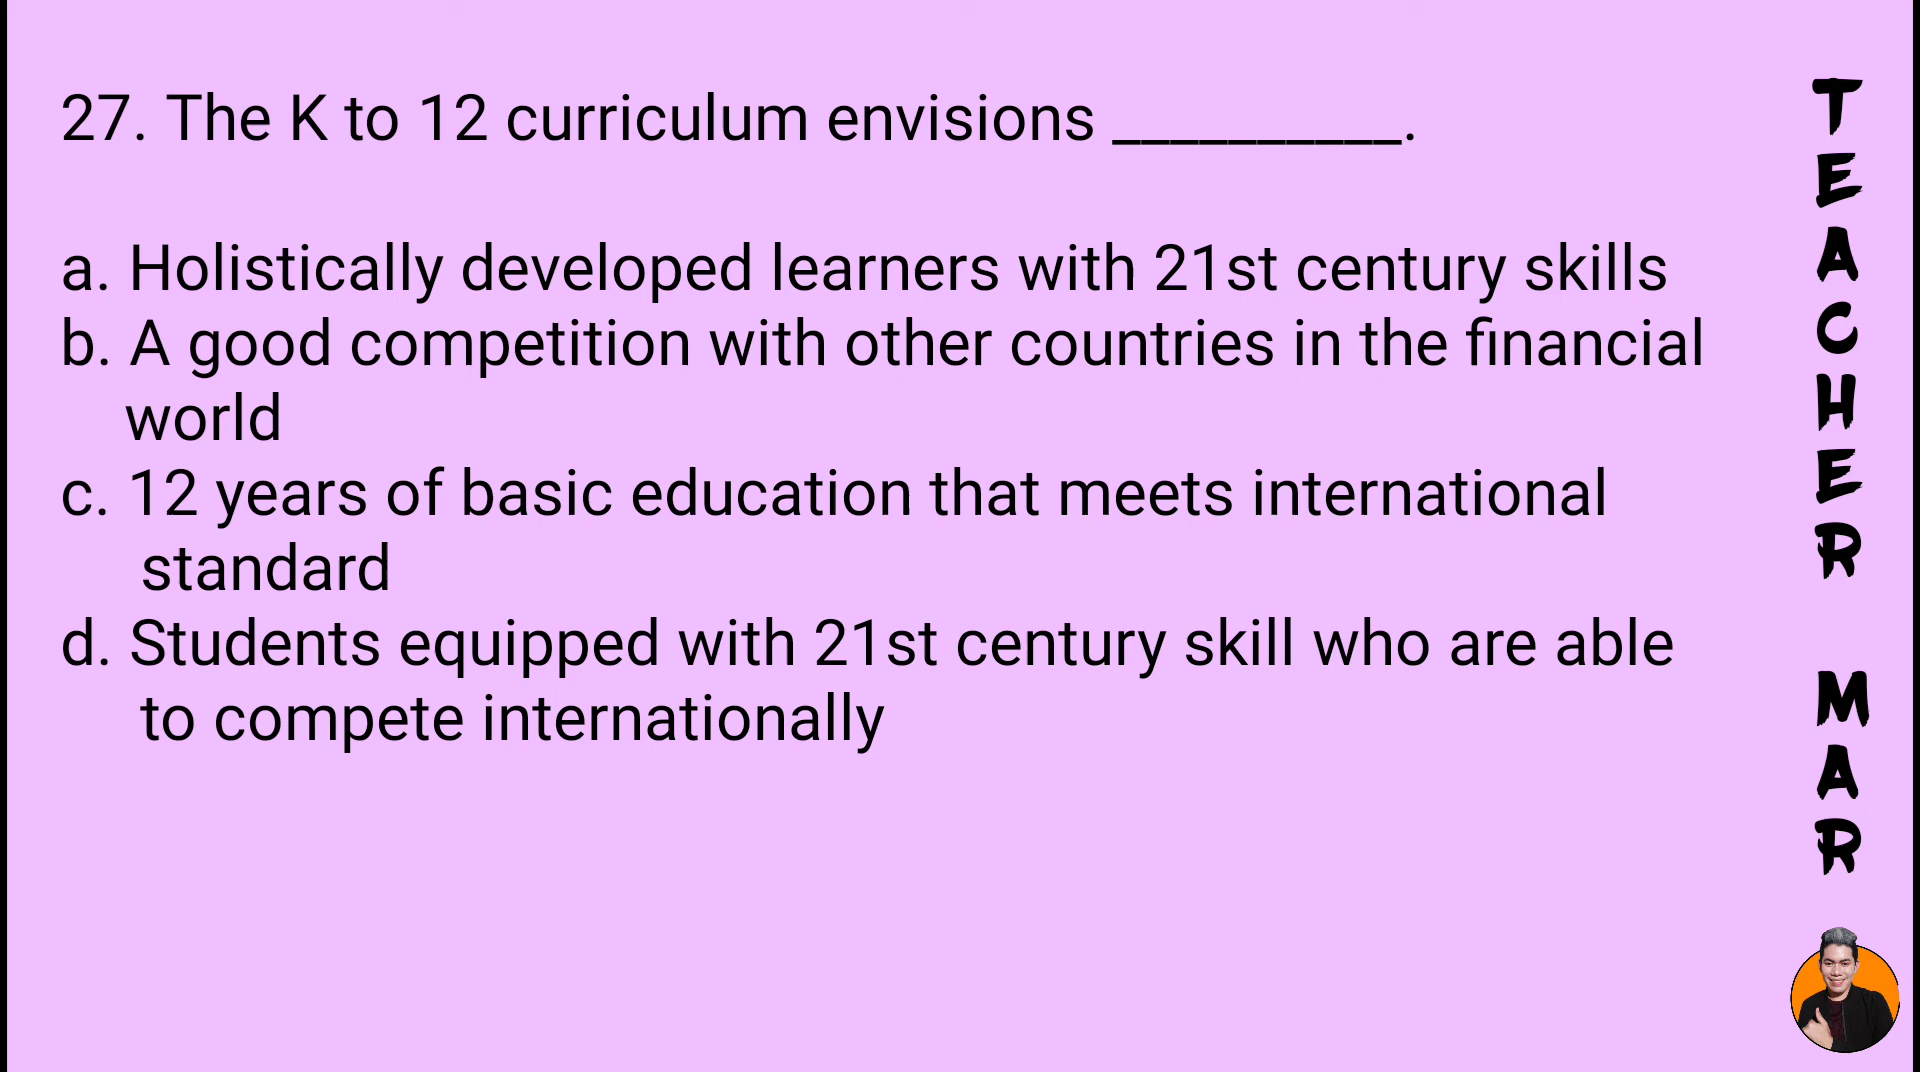 27. The K to 12 curriculum envisions __________.
a. Holistically developed learners with 21st century skills
b. A good competition with other countries in the financial
world
c. 12 years of basic education that meets international
standard
d. Students equipped with 21st century skill who are able
to compete internationally
TEACHER MAR